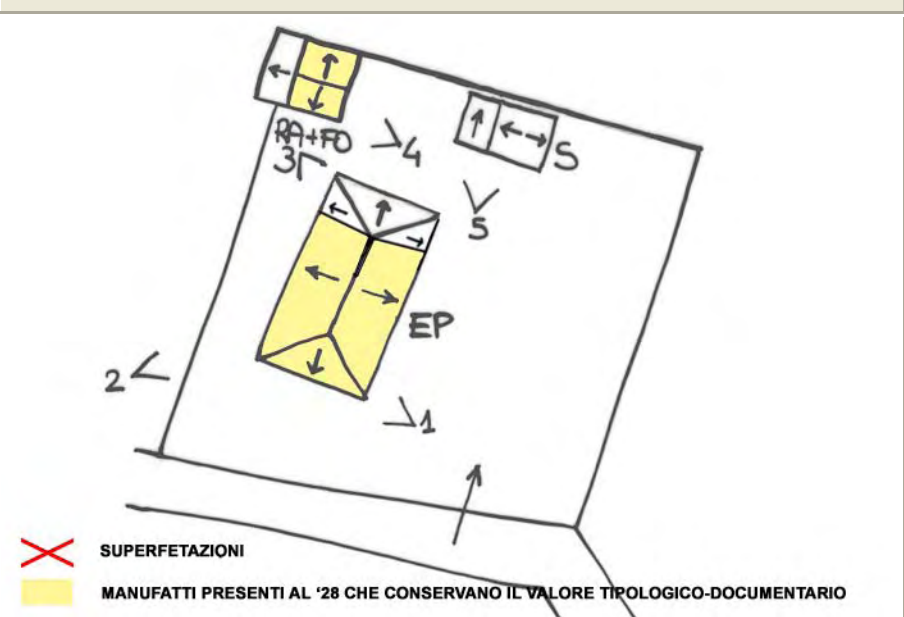 RA+FO
3
4
S
5
EP
2
1
SUPERFETAZIONI
MANUFATTI PRESENTI AL '28 CHE CONSERVANO IL VALORE TIPOLOGICO-DOCUMENTARIO